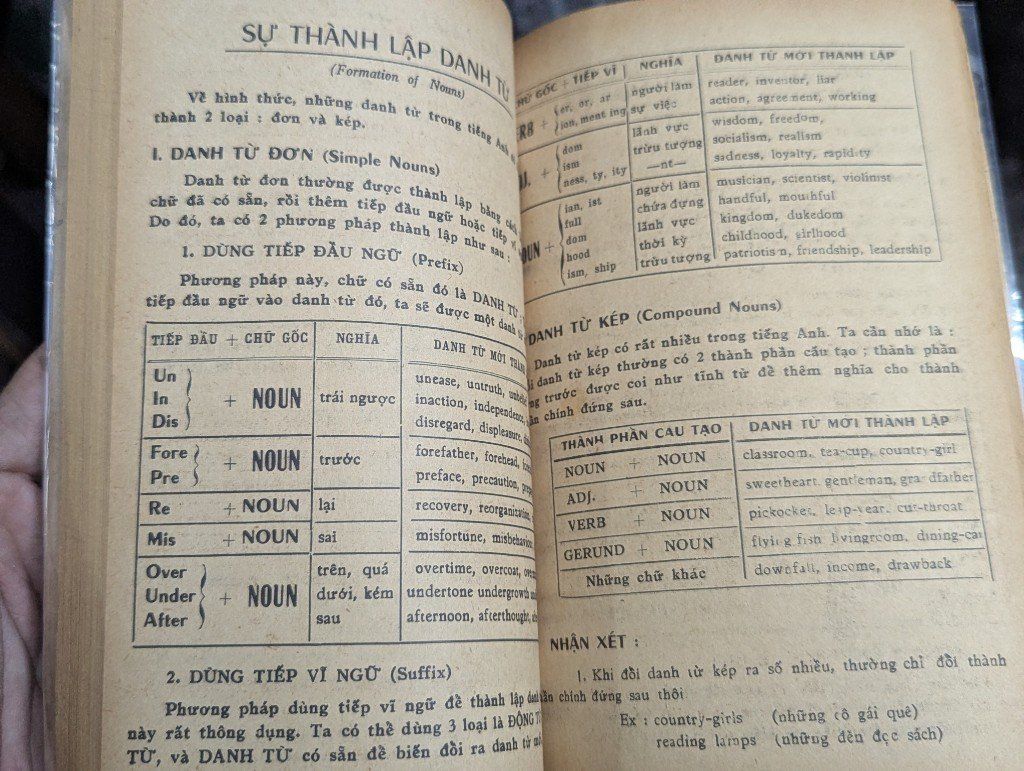 SỰ THÀNH LẬP DANH TỪ
(Formation of Nouns)
Về hình thức, những danh từ trong tiếng Anh
thành 2 loại : đơn và kép.
I. DANH TỪ ĐƠN (Simple Nouns)
Danh từ đơn thường được thành lập bằng cách
chữ đã có sẵn, rồi thêm tiếp đầu ngữ hoặc tiếp vĩ
Do đó, ta có 2 phương pháp thành lập như sau :
1. DÙNG TIẾP ĐẦU NGỮ (Prefix)
Phương pháp này, chữ có sẵn đó là DANH TỪ
tiếp đầu ngữ vào danh từ đó, ta sẽ được một danh
TIẾP ĐẦU + CHỮ GỐC NGHĨA DANH TỪ MỚI
Un
In + NOUN trái ngược
Dis
unease, untruth,
inaction, independence,
disregard, displeasure,
Fore
Pre + NOUN trước
forefather, forehead,
preface, precaution,
Re + NOUN lại recovery, reorganization,
Mis + NOUN sai misfortune,
Over trên, quá overtime, overcoat,
Under + NOUN dưới, kém undertone undergrowth
After sau afternoon, afterthought,
2. DÙNG TIẾP VĨ NGỮ (Suffix)
Phương pháp dùng tiếp vĩ ngữ để thành lập
này rất thông dụng. Ta có thể dùng 3 loại là ĐỘNG
TỪ, và DANH TỪ có sẵn để biến đổi ra danh từ
GỐC + TIẾP VĨ NGHĨA DANH TỪ MỚI THÀNH LẬP
+ er, or, ar người làm reader, inventor, liar
ion, ment ing sự việc action, agreement, working
+ dom lãnh vực wisdom, freedom,
ism trừu tượng socialism, realism
ness, ty, ity —nt— sadness, loyalty, rapidity
NOUN + ian, ist người làm musician, scientist, violinist
full chứa đựng handful, mouthful
dom lãnh vực kingdom, dukedom
hood thời kỳ childhood, girlhood
ism, ship trừu tượng patriotism, friendship, leadership
DANH TỪ KÉP (Compound Nouns)
Danh từ kép có rất nhiều trong tiếng Anh. Ta cần nhớ là :
danh từ kép thường có 2 thành phần cấu tạo ; thành phần
trước được coi như tĩnh từ để thêm nghĩa cho thành
chính đứng sau.
THÀNH PHẦN CẤU TẠO DANH TỪ MỚI THÀNH LẬP
NOUN + NOUN classroom, tea-cup, country-girl
ADJ. + NOUN sweetheart, gentleman, grandfather
VERB + NOUN pickocket, leap-year, cut-throat
GERUND + NOUN flying fish livingroom, dining-car
Những chữ khác downfall, income, drawback
NHẬN XÉT :
1. Khi đổi danh từ kép ra số nhiều, thường chỉ đổi thành
chính đứng sau thôi
Ex : country-girls (những cô gái quê)
reading lamps (những đèn đọc sách)